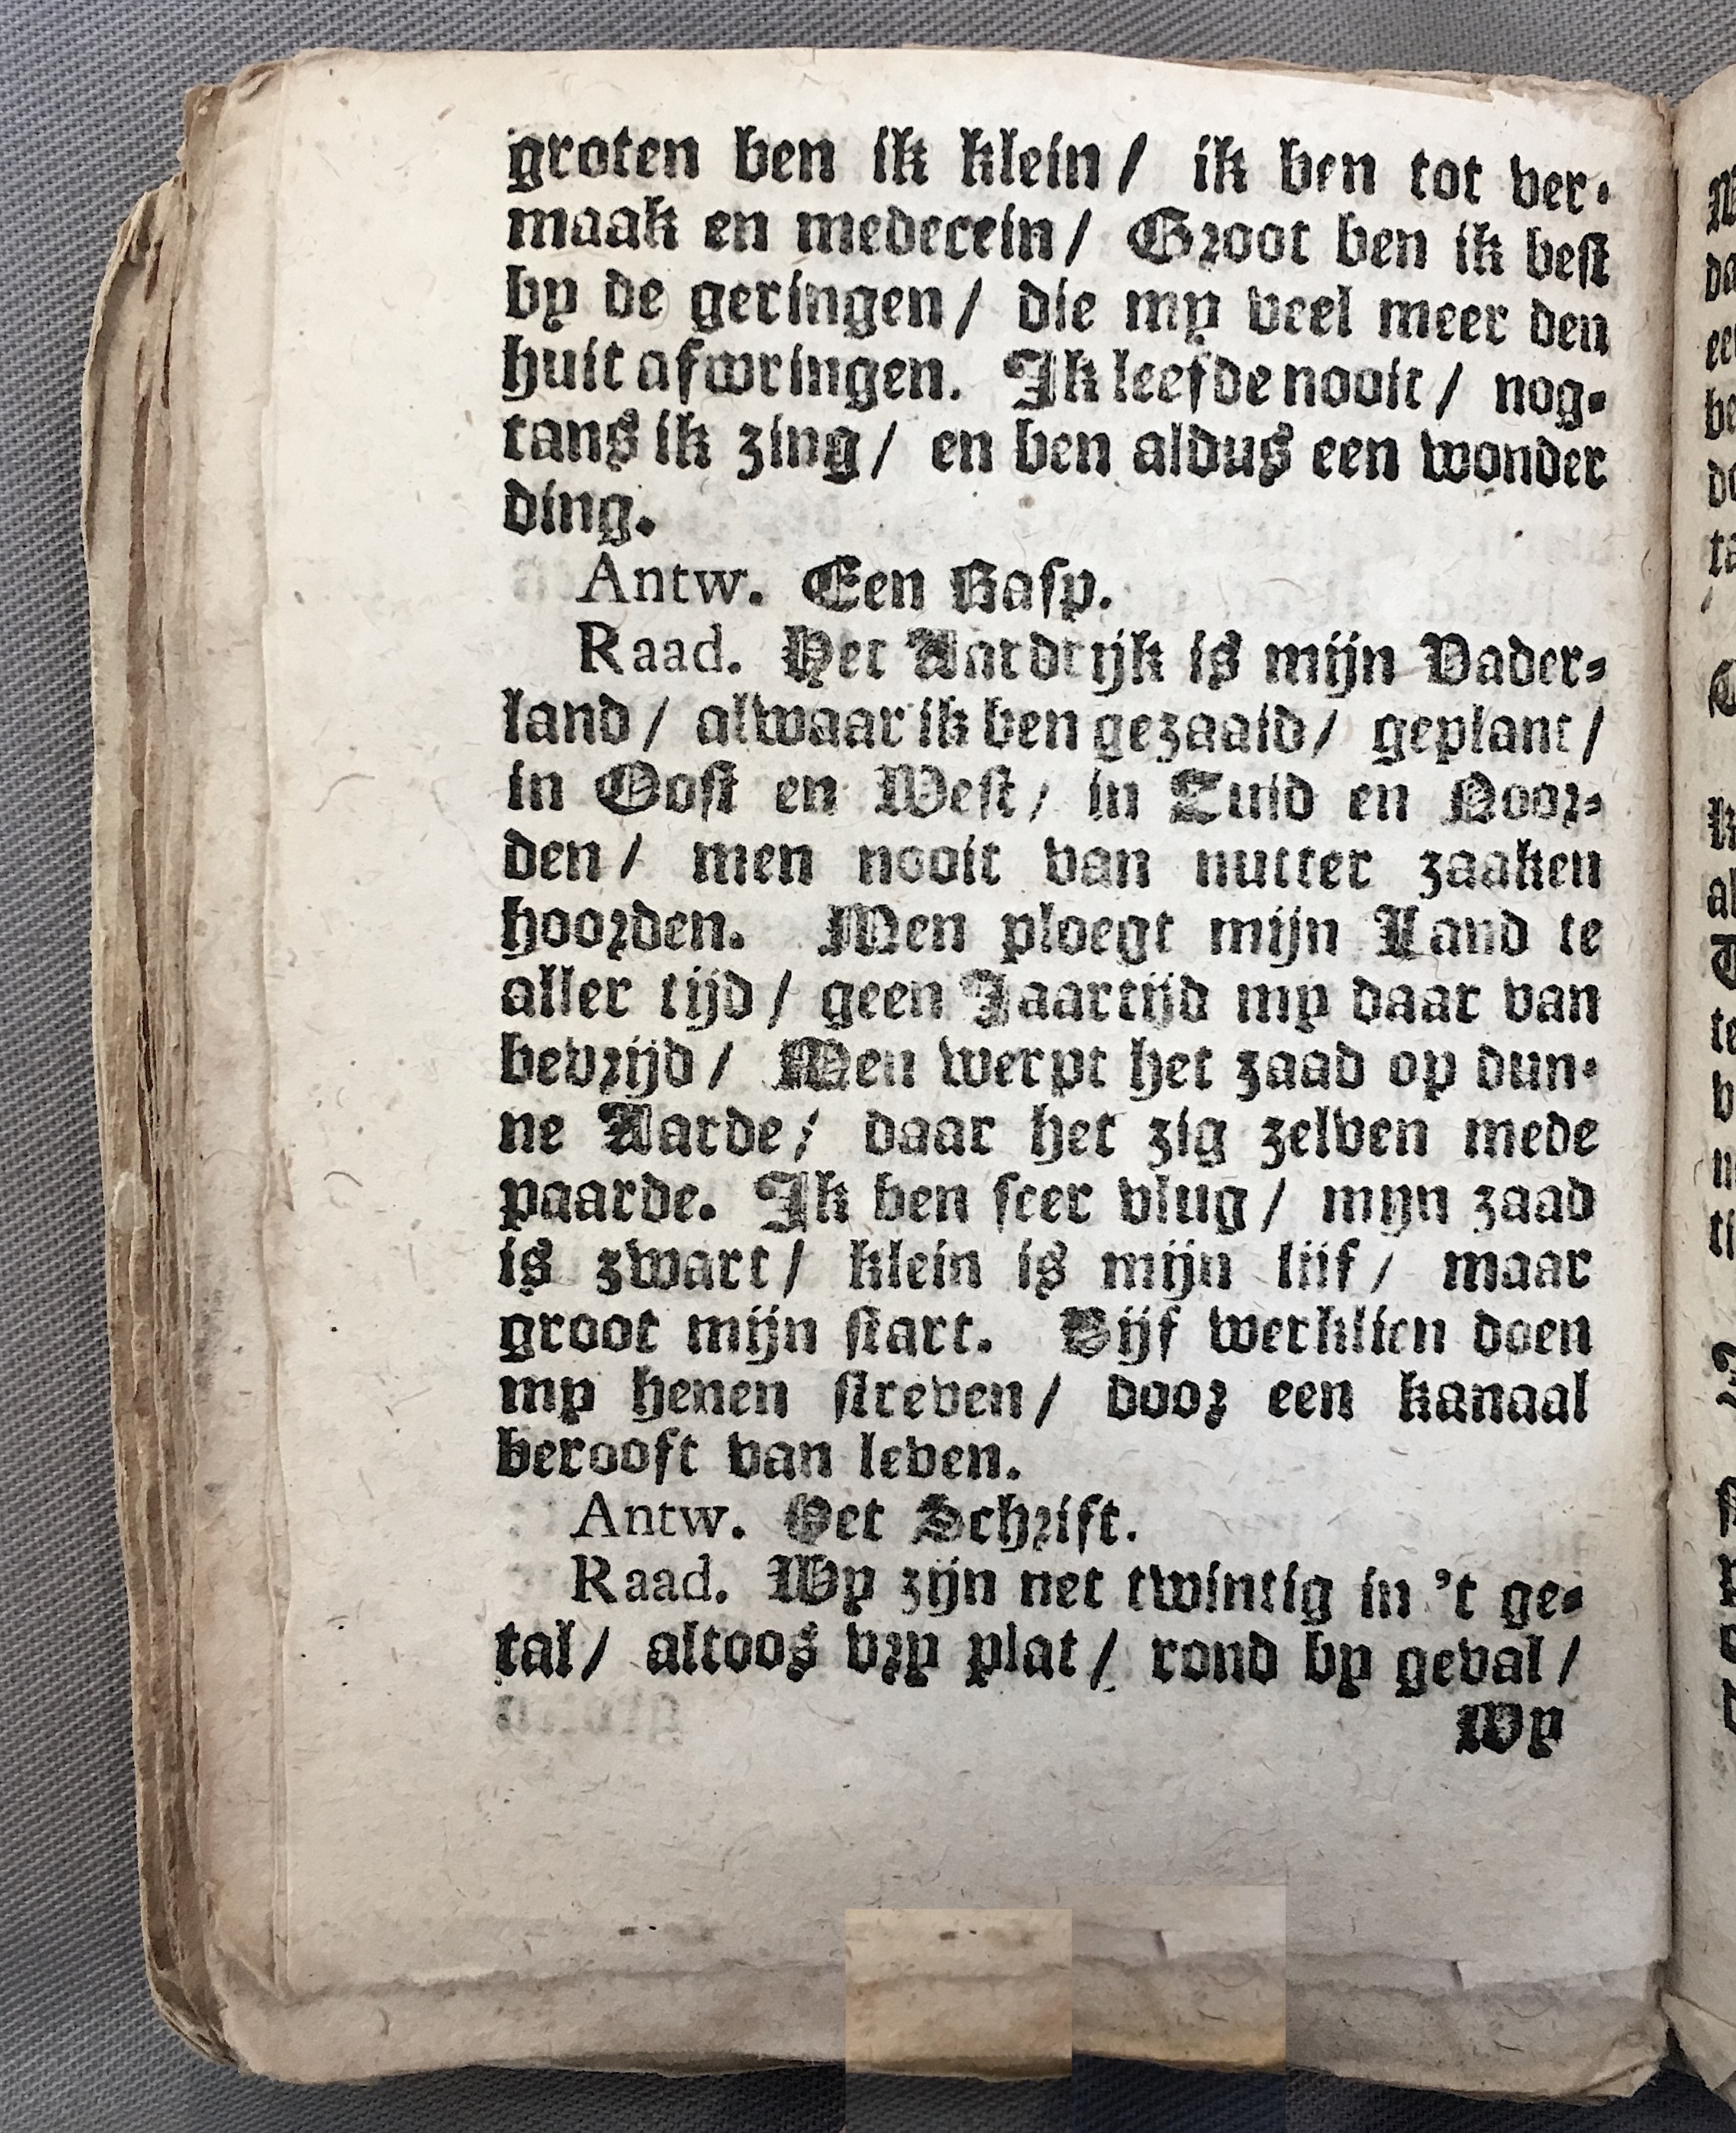 groten ben ik klein / ik ben tot ver-
maak en medecein / Groot ben ik best
by de geringen / die my veel meer den
huit afwringen. Ik leefde nooit / nog-
tans ik zing / en ben aldus een wonder
ding.
Antw. Een Gasp.
Raad. Het Aardrijk is mijn Vader-
land / alwaar ik ben gezaaid / geplant /
in Oost en West / in Zuid en Noor-
den / men nooit van nutter zaaken
hoorden. Men ploegt mijn Land te
aller tijd / geen Jaartijd my daar van
bevrijd / Men werpt het zaad op dun-
ne Aarde / daar het zig zelven mede
paarde. Ik ben seer vlug / mijn zaad
is zwart / klein is mijn lijf / maar
groot mijn start. Vijf werklien doen
my henen streven / door een kanaal
berooft van leven.
Antw. Het Schrift.
Raad. Wy zijn net twintig in 't ge-
tal / altoos vry plat / rond by geval /
Wy